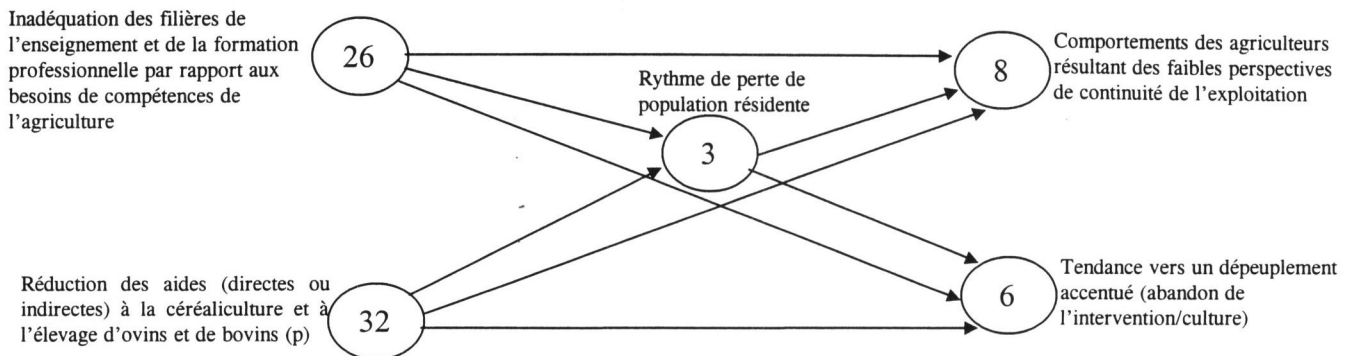 Inadéquation des filières de
l'enseignement et de la formation
professionnelle par rapport aux
besoins de compétences de
l'agriculture
26
Rythme de perte de
population résidente
3
8
Comportements des agriculteurs
résultant des faibles perspectives
de continuité de l'exploitation
Réduction des aides (directes ou
indirectes) à la céréaliculture et à
l'élevage d'ovins et de bovins (p)
32
6
Tendance vers un dépeuplement
accentué (abandon de
l'intervention/culture)